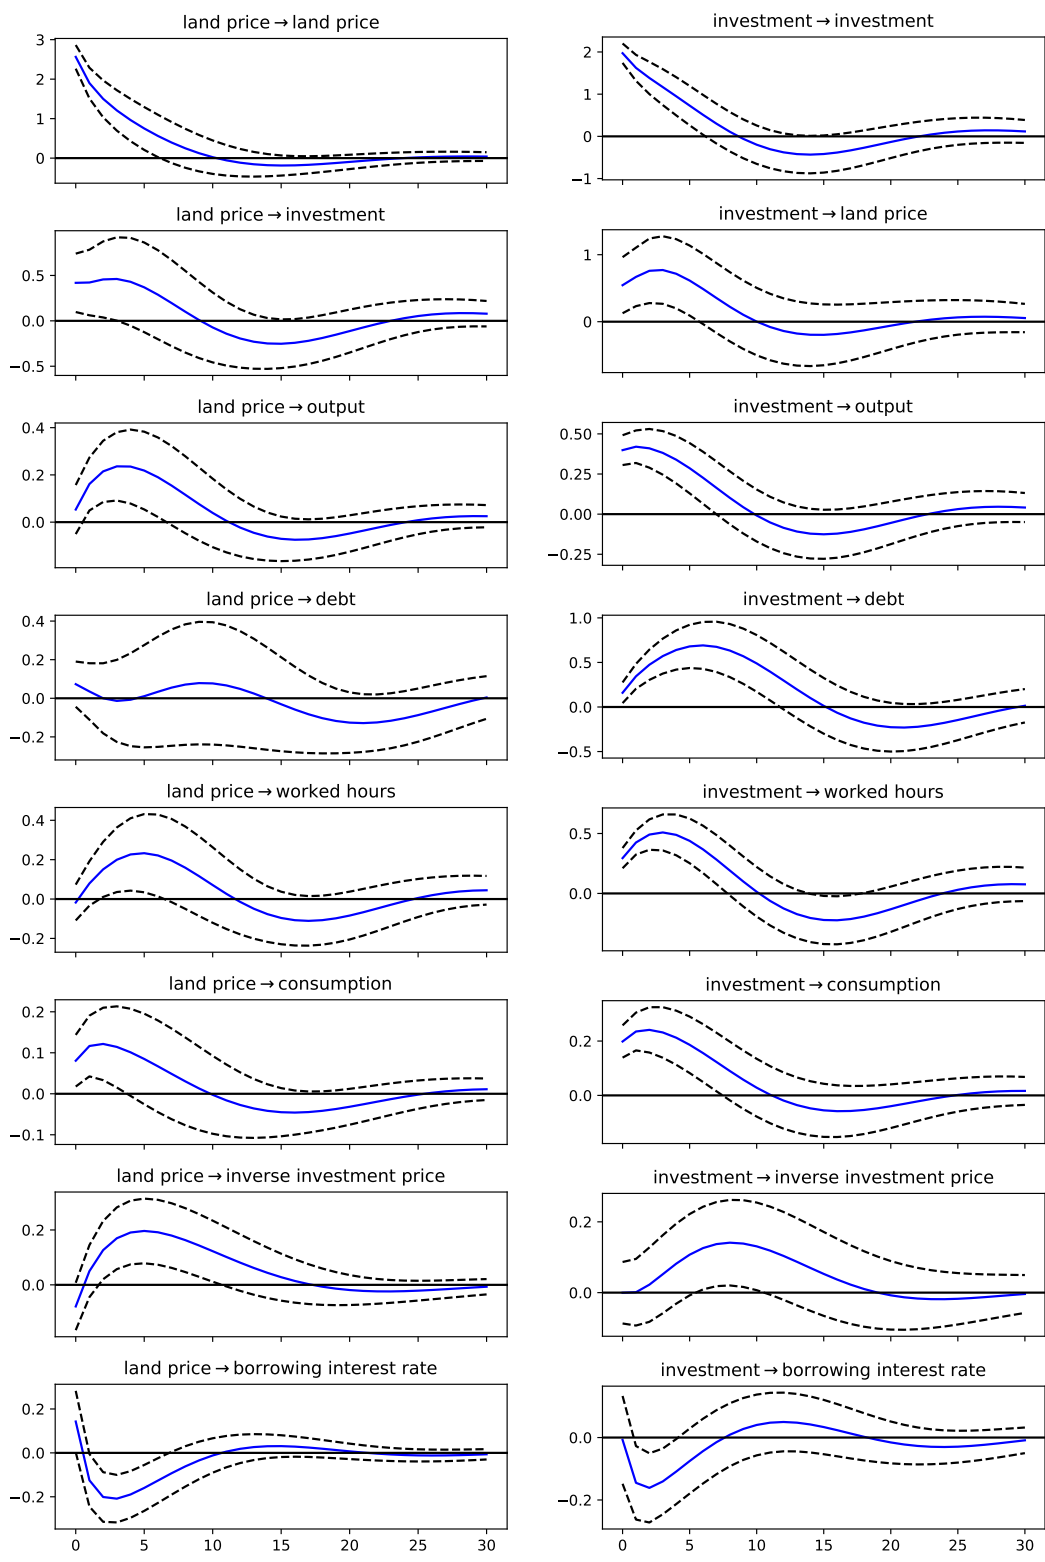 land price→land price
3
2
1
0
investment→investment
2
1
0
−1
land price→investment
0.5
0.0
−0.5
investment→land price
1
0
land price→output
0.4
0.2
0.0
investment→output
0.50
0.25
0.00
−0.25
land price→debt
0.4
0.2
0.0
−0.2
investment→debt
1.0
0.5
0.0
−0.5
land price→worked hours
0.4
0.2
0.0
−0.2
investment→worked hours
0.5
0.0
land price→consumption
0.2
0.1
0.0
−0.1
investment→consumption
0.2
0.0
land price→inverse investment price
0.2
0.0
investment→inverse investment price
0.2
0.0
land price→borrowing interest rate
0.2
0.0
−0.2
0 5 10 15 20 25 30
investment→borrowing interest rate
0.0
−0.2
0 5 10 15 20 25 30